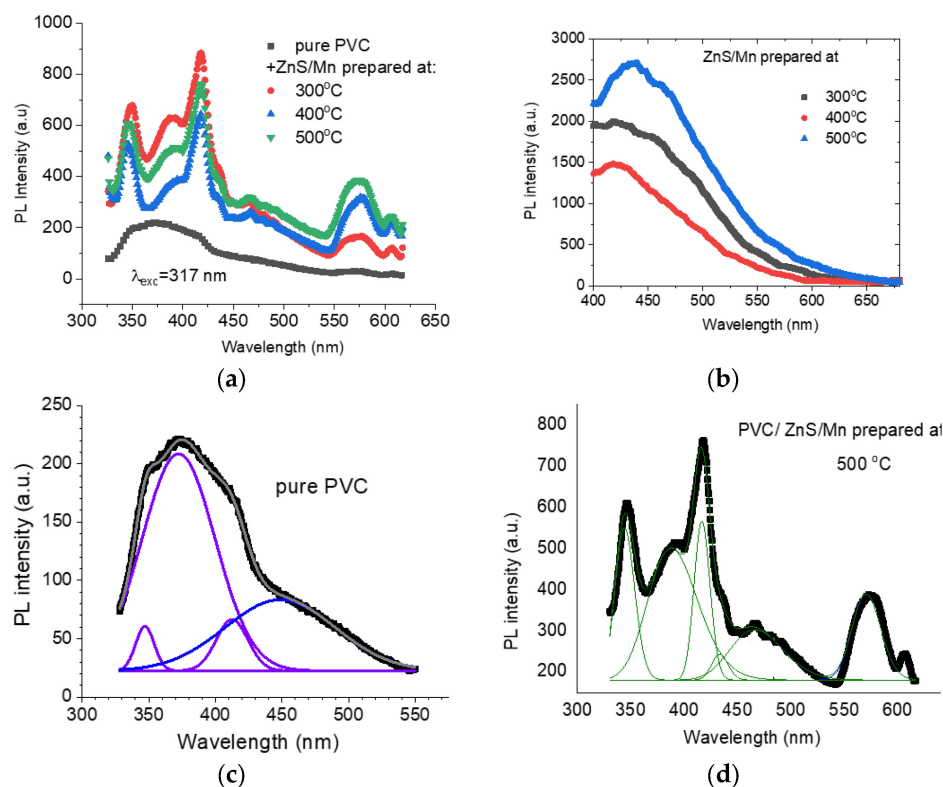 (a)
1000
800
600
400
200
0
PL Intensity (a.u)
pure PVC
+ZnS/Mn prepared at:
300°C
400°C
500°C
λexc=317 nm
300 350 400 450 500 550 600 650
Wavelength (nm)
(a)
3000
2500
2000
1500
1000
500
0
PL intensity (a.u.)
ZnS/Mn prepared at
300°C
400°C
500°C
400 450 500 550 600 650
Wavelength (nm)
(b)
250
200
150
100
50
0
PL intensity (a.u.)
pure PVC
300 350 400 450 500 550
Wavelength (nm)
(c)
800
700
600
500
400
300
200
PL intensity (a.u.)
PVC/ ZnS/Mn prepared at
500 °C
300 350 400 450 500 550 600
Wavelength (nm)
(d)